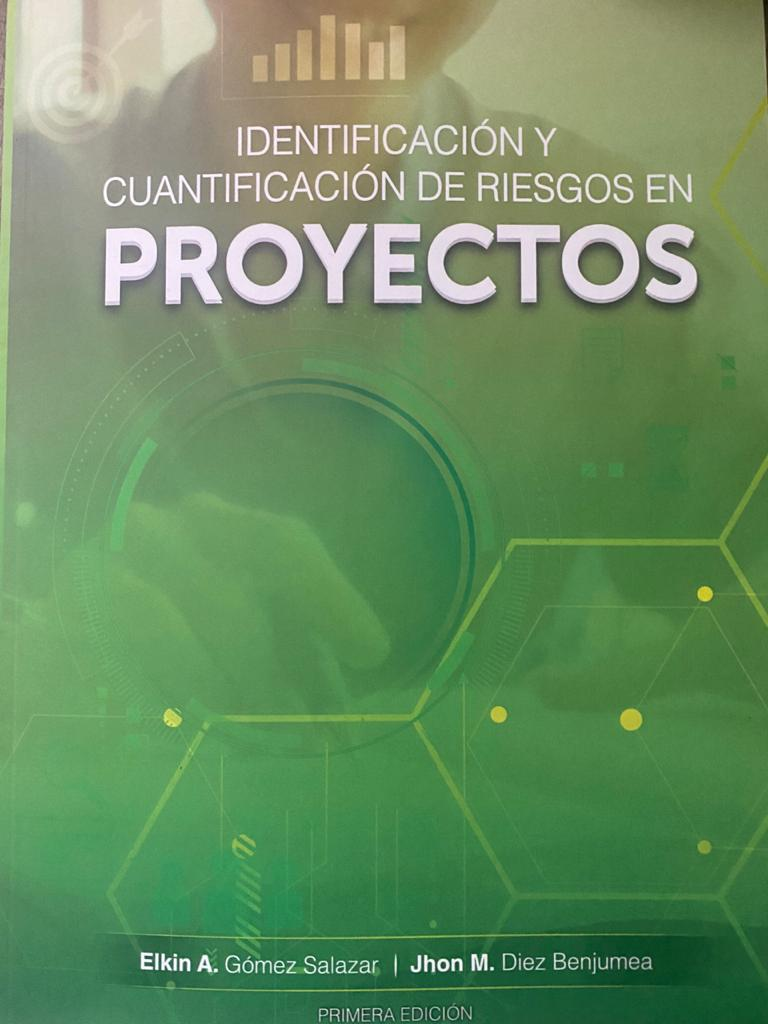 IDENTIFICACIÓN Y
CUANTIFICACIÓN DE RIESGOS EN
PROYECTOS
Elkin A. Gómez Salazar | Jhon M. Diez Benjumea
PRIMERA EDICIÓN